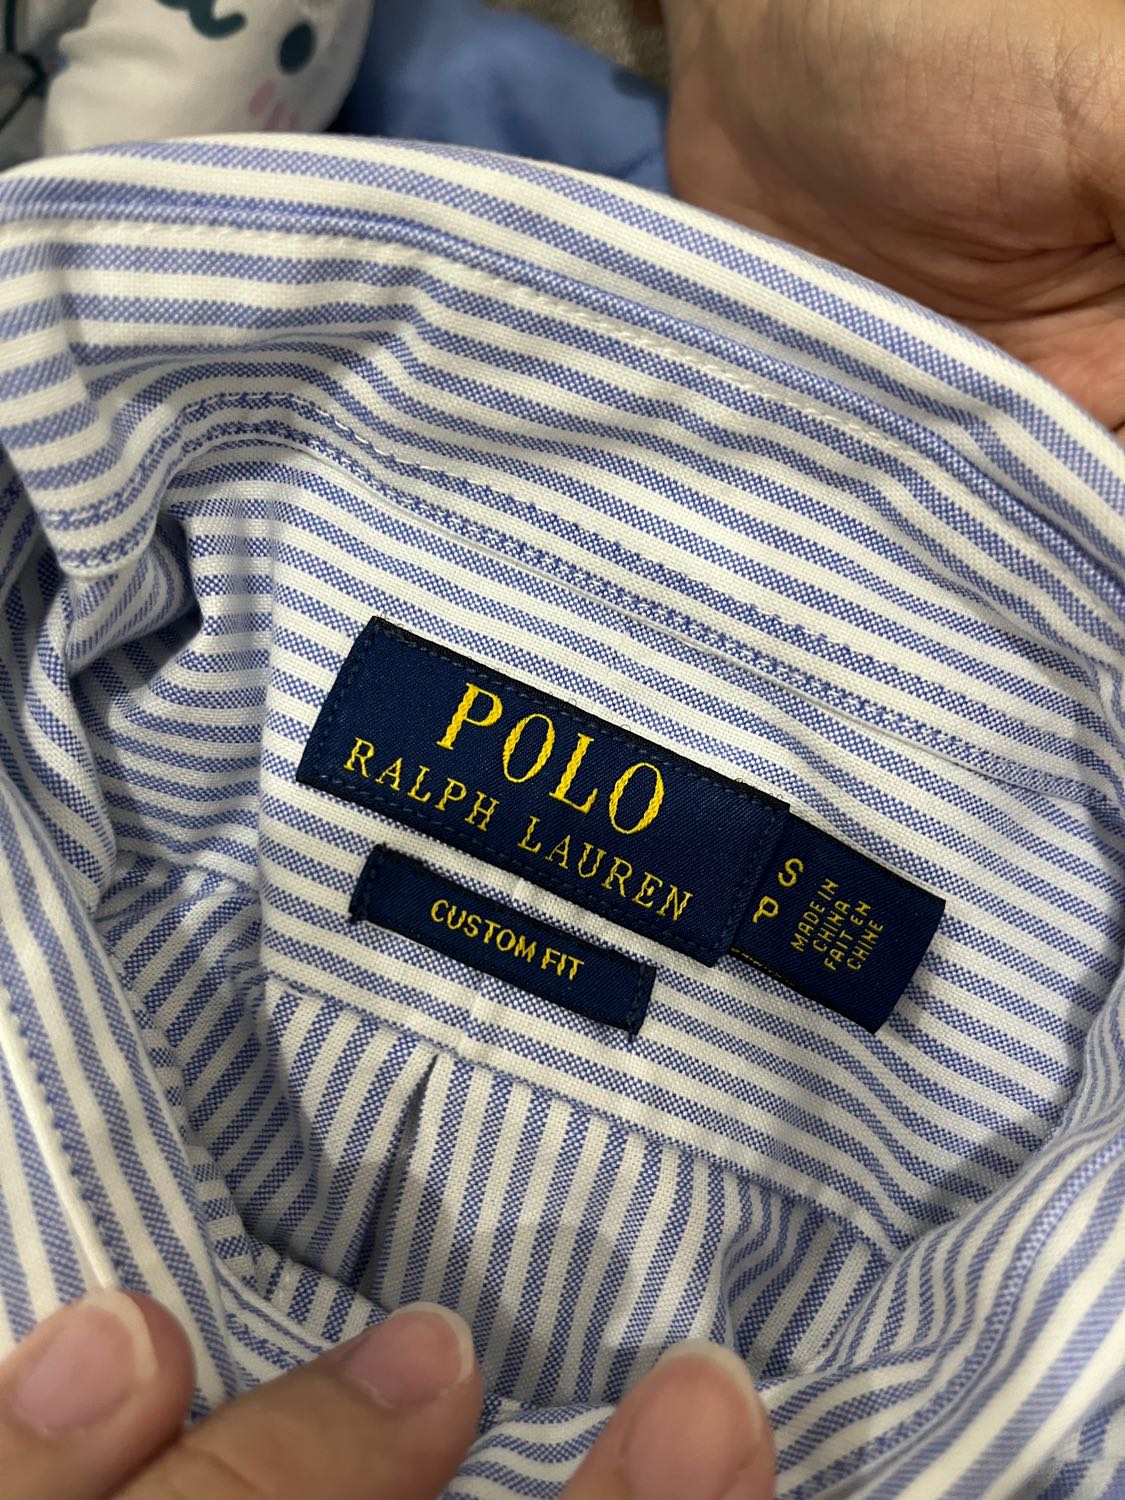 POLO
RALPH LAUREN
CUSTOM FIT
S
P
MADE IN
CHINA
FAIT EN
CHINE